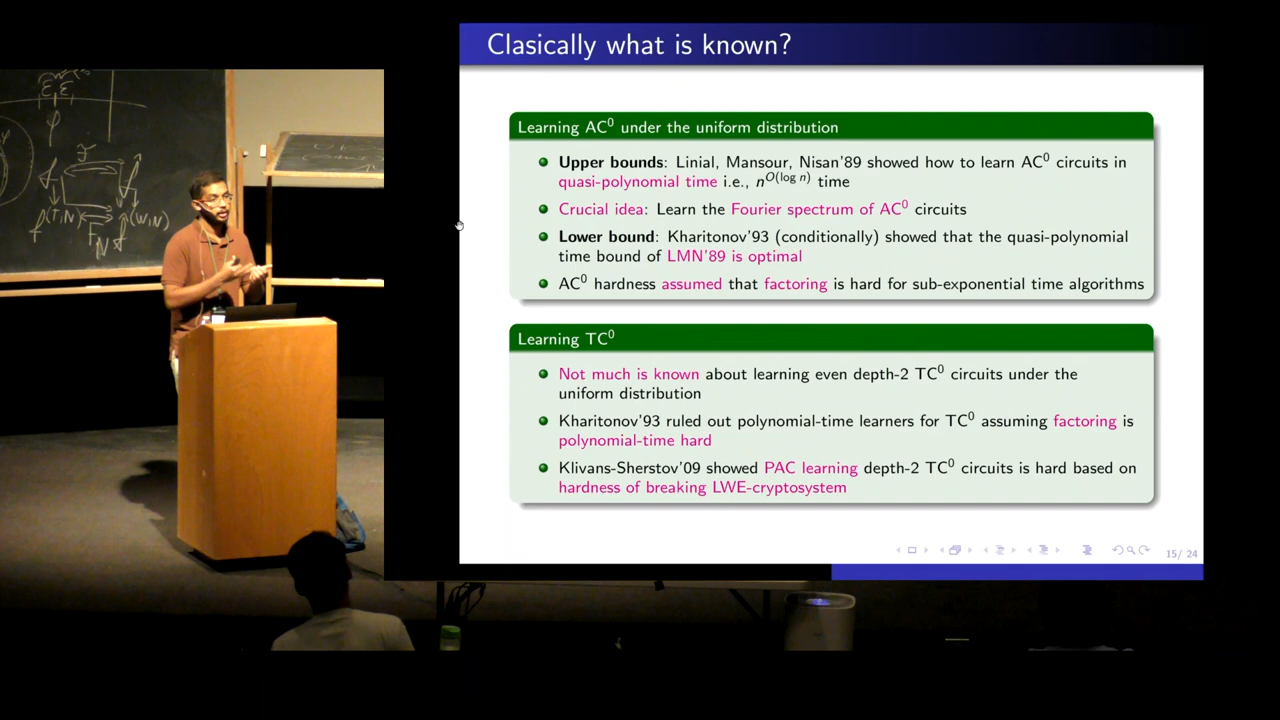 Clasically what is known?
Learning AC⁰ under the uniform distribution
Upper bounds: Linial, Mansour, Nisan'89 showed how to learn AC⁰ circuits in
quasi-polynomial time i.e., n^O(log n) time
Crucial idea: Learn the Fourier spectrum of AC⁰ circuits
Lower bound: Kharitonov'93 (conditionally) showed that the quasi-polynomial
time bound of LMN'89 is optimal
AC⁰ hardness assumed that factoring is hard for sub-exponential time algorithms
Learning TC⁰
Not much is known about learning even depth-2 TC⁰ circuits under the
uniform distribution
Kharitonov'93 ruled out polynomial-time learners for TC⁰ assuming factoring is
polynomial-time hard
Klivans-Sherstov'09 showed PAC learning depth-2 TC⁰ circuits is hard based on
hardness of breaking LWE-cryptosystem
15/ 24